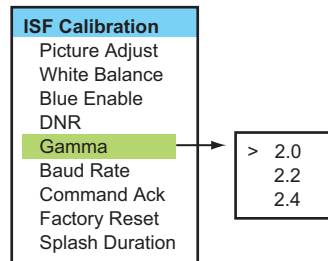 ISF Calibration
Picture Adjust
White Balance
Blue Enable
DNR
Gamma
Baud Rate
Command Ack
Factory Reset
Splash Duration
> 2.0
2.2
2.4